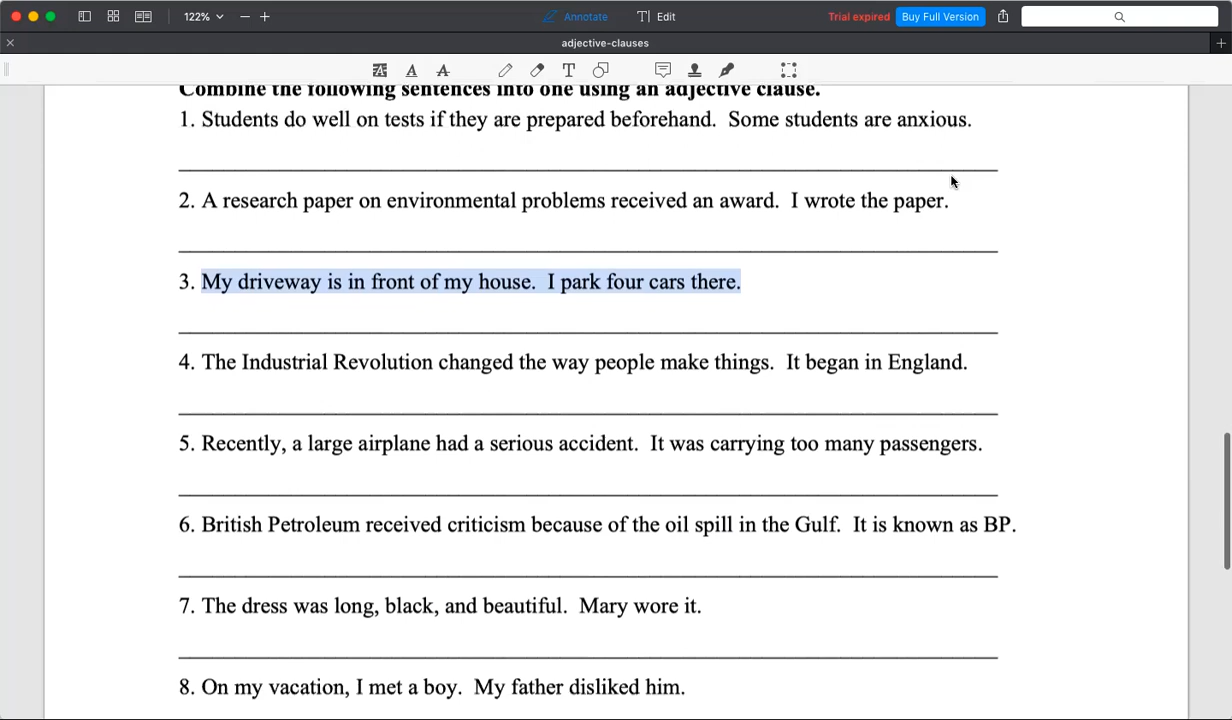 122%
Annotate
T| Edit
Trial expired
Buy Full Version
adjective-clauses
Combine the following sentences into one using an adjective clause.
1. Students do well on tests if they are prepared beforehand.  Some students are anxious.
2. A research paper on environmental problems received an award.  I wrote the paper.
3. My driveway is in front of my house.  I park four cars there.
4. The Industrial Revolution changed the way people make things.  It began in England.
5. Recently, a large airplane had a serious accident.  It was carrying too many passengers.
6. British Petroleum received criticism because of the oil spill in the Gulf.  It is known as BP.
7. The dress was long, black, and beautiful.  Mary wore it.
8. On my vacation, I met a boy.  My father disliked him.